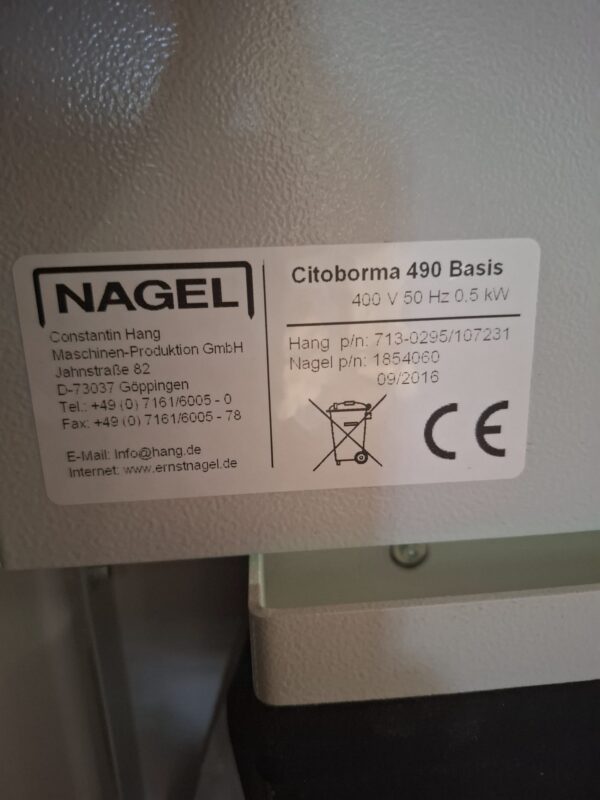 NAGEL
Constantin Hang
Maschinen-Produktion GmbH
Jahnstraße 82
D-73037 Göppingen
Tel.: +49 (0) 7161/6005 - 0
Fax: +49 (0) 7161/6005 - 78
E-Mail: Info@hang.de
Internet: www.ernstnagel.de
Citoborma 490 Basis
400 V 50 Hz 0.5 kW
Hang p/n: 713-0295/107231
Nagel p/n: 1854060
09/2016
CE